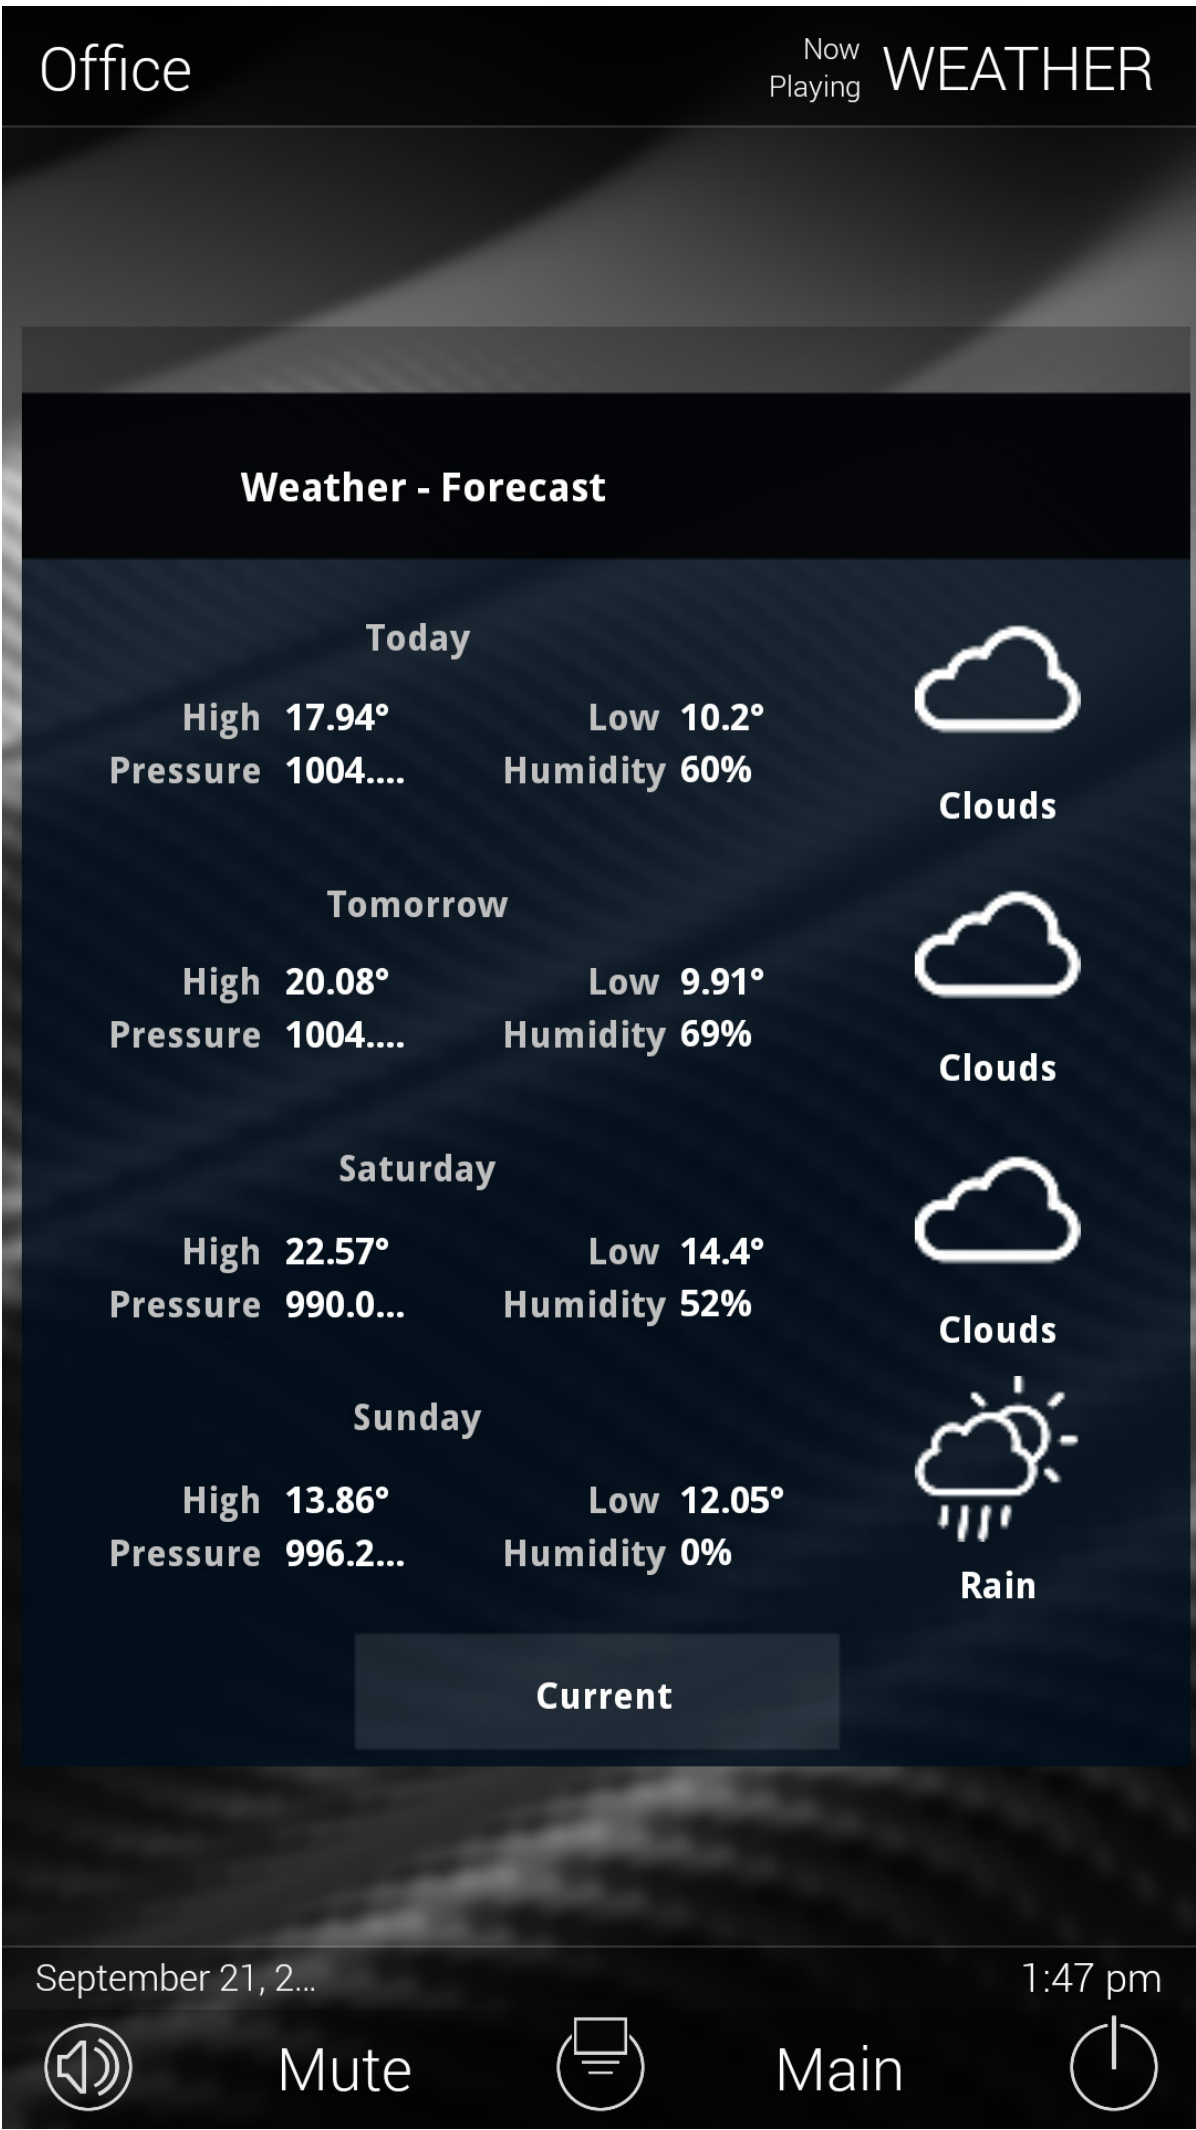 Office
Now
Playing
WEATHER
Weather - Forecast
Today
High 17.94° Low 10.2°
Pressure 1004.... Humidity 60%
Clouds
Tomorrow
High 20.08° Low 9.91°
Pressure 1004.... Humidity 69%
Clouds
Saturday
High 22.57° Low 14.4°
Pressure 990.0... Humidity 52%
Clouds
Sunday
High 13.86° Low 12.05°
Pressure 996.2... Humidity 0%
Rain
Current
September 21, 2... 1:47 pm
Mute Main